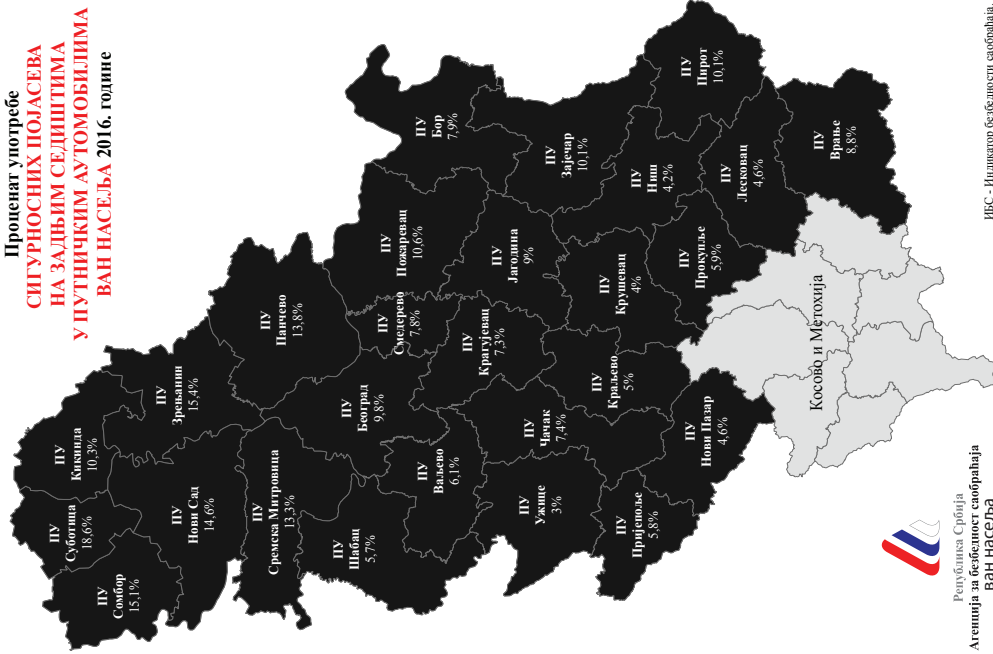 Проценат употребе
СИГУРНОСНИХ ПОЈАСЕВА
НА ЗАДЊИМ СЕДИШТИМА
У ПУТНИЧКИМ АУТОМОБИЛИМА
ВАН НАСЕЉА 2016. године
ПУ
Суботица
18,6%
ПУ
Сомбор
15,1%
ПУ
Кикинда
10,3%
ПУ
Нови Сад
14,6%
ПУ
Зрењанин
15,4%
ПУ
Сремска Митровица
13,3%
ПУ
Панчево
13,8%
ПУ
Шабац
5,7%
ПУ
Београд
9,8%
ПУ
Смедерево
7,8%
ПУ
Пожаревац
10,6%
ПУ
Бор
7,9%
ПУ
Ваљево
6,1%
ПУ
Крагујевац
7,3%
ПУ
Јагодина
9%
ПУ
Зајечар
10,1%
ПУ
Ужице
3%
ПУ
Чачак
7,4%
ПУ
Краљево
5%
ПУ
Крушевац
4%
ПУ
Ниш
4,2%
ПУ
Пирот
10,1%
ПУ
Пријепоље
5,8%
ПУ
Нови Пазар
4,6%
ПУ
Прокупље
5,9%
ПУ
Лесковац
4,6%
ПУ
Врање
8,8%
Косово и Метохија
Република Србија
Агенција за безбедност саобраћаја
ван насеља
ИБС - Индикатор безбедности саобраћаја.